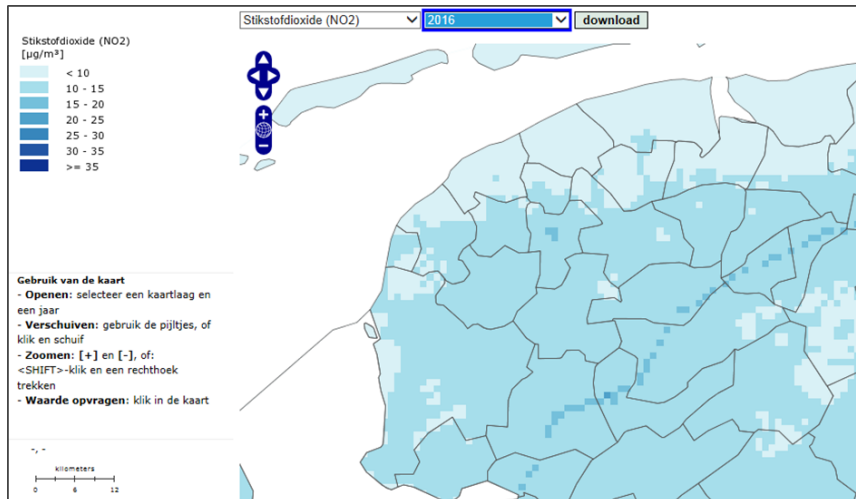 Stikstofdioxide (NO2) 2016 download
Stikstofdioxide (NO2)
[µg/m³]
< 10
10 - 15
15 - 20
20 - 25
25 - 30
30 - 35
>= 35
Gebruik van de kaart
- Openen: selecteer een kaartlaag en
een jaar
- Verschuiven: gebruik de pijltjes, of
klik en schuif
- Zoomen: [+] en [-], of:
<SHIFT>-klik en een rechthoek
trekken
- Waarde opvragen: klik in de kaart
-, -
kilometers
0 6 12